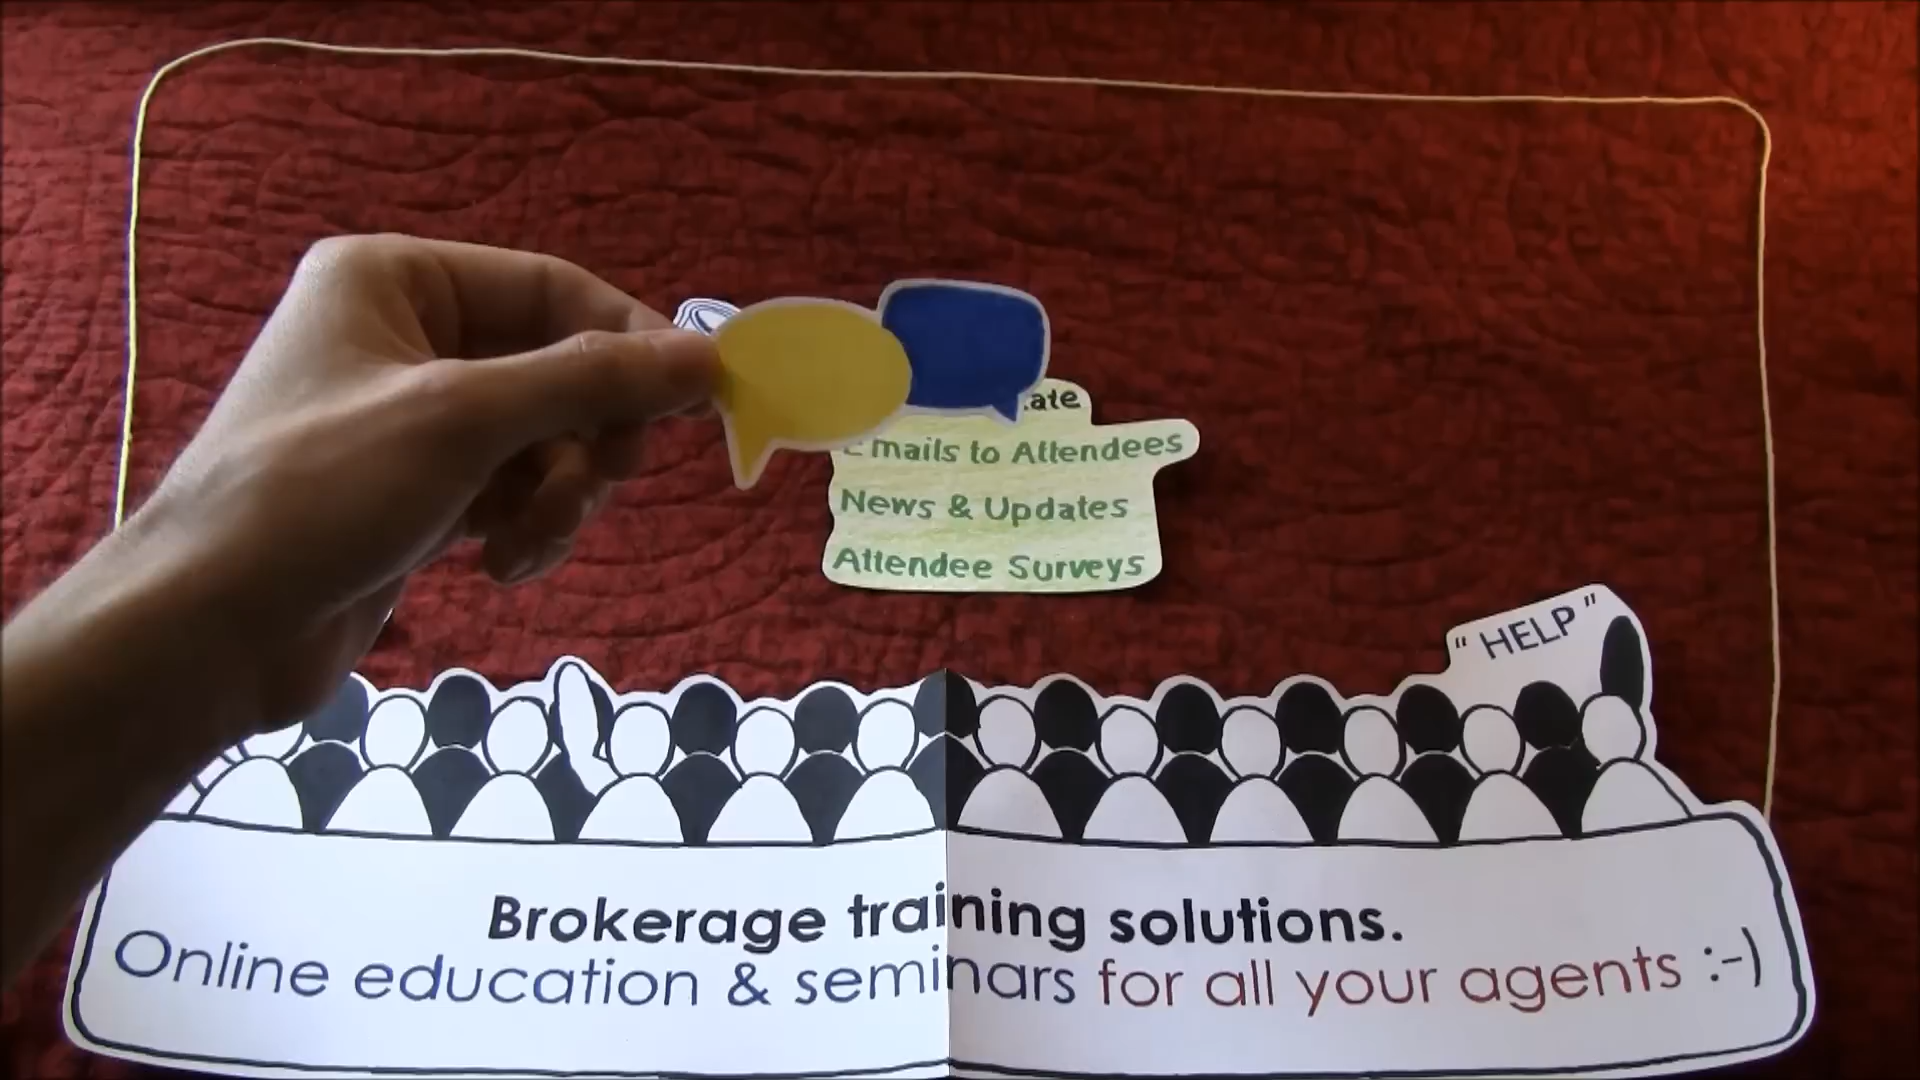 Emails to Attendees
News & Updates
Attendee Surveys
" HELP "
Brokerage training solutions.
Online education & seminars for all your agents :-)